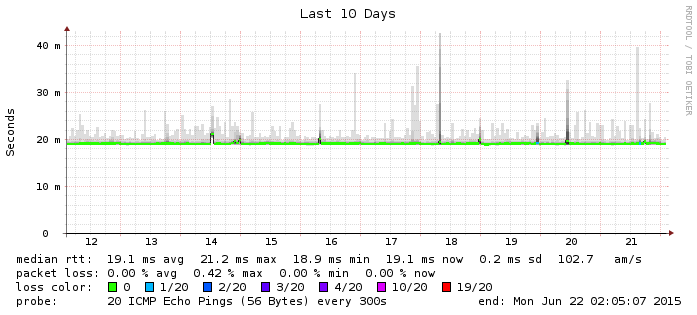 Last 10 Days
RRDTOOL / TOBI OETIKER
Seconds
40 m
30 m
20 m
10 m
0
12 13 14 15 16 17 18 19 20 21
median rtt: 19.1 ms avg 21.2 ms max 18.9 ms min 19.1 ms now 0.2 ms sd 102.7 am/s
packet loss: 0.00 % avg 0.42 % max 0.00 % min 0.00 % now
loss color: 0 1/20 2/20 3/20 4/20 10/20 19/20
probe: 20 ICMP Echo Pings (56 Bytes) every 300s end: Mon Jun 22 02:05:07 2015